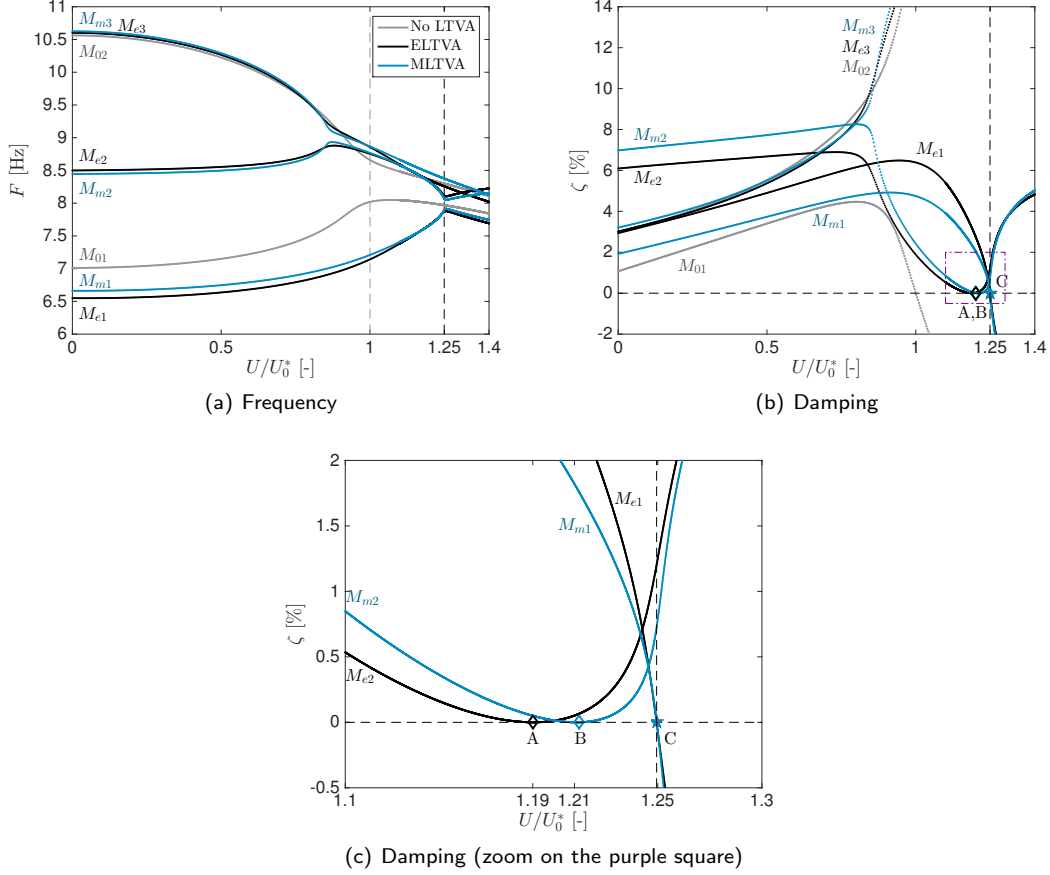 No LTVA
ELTVA
MLTVA
M_{m3}
M_{e3}
M_{02}
M_{e2}
M_{m2}
M_{01}
M_{m1}
M_{e1}
11
10.5
10
9.5
9
8.5
8
7.5
7
6.5
6
F [Hz]
0 0.5 1 1.25 1.4
U/U_0^* [-]
(a) Frequency
14
12
10
8
6
4
2
0
-2
ζ [%]
M_{m3}
M_{e3}
M_{02}
M_{m2}
M_{e2}
M_{e1}
M_{m1}
M_{01}
C
A,B
0 0.5 1 1.25 1.4
U/U_0^* [-]
(b) Damping
2
1.5
1
0.5
0
-0.5
ζ [%]
M_{e1}
M_{m1}
M_{m2}
M_{e2}
A B C
1.1 1.19 1.21 1.25 1.3
U/U_0^* [-]
(c) Damping (zoom on the purple square)